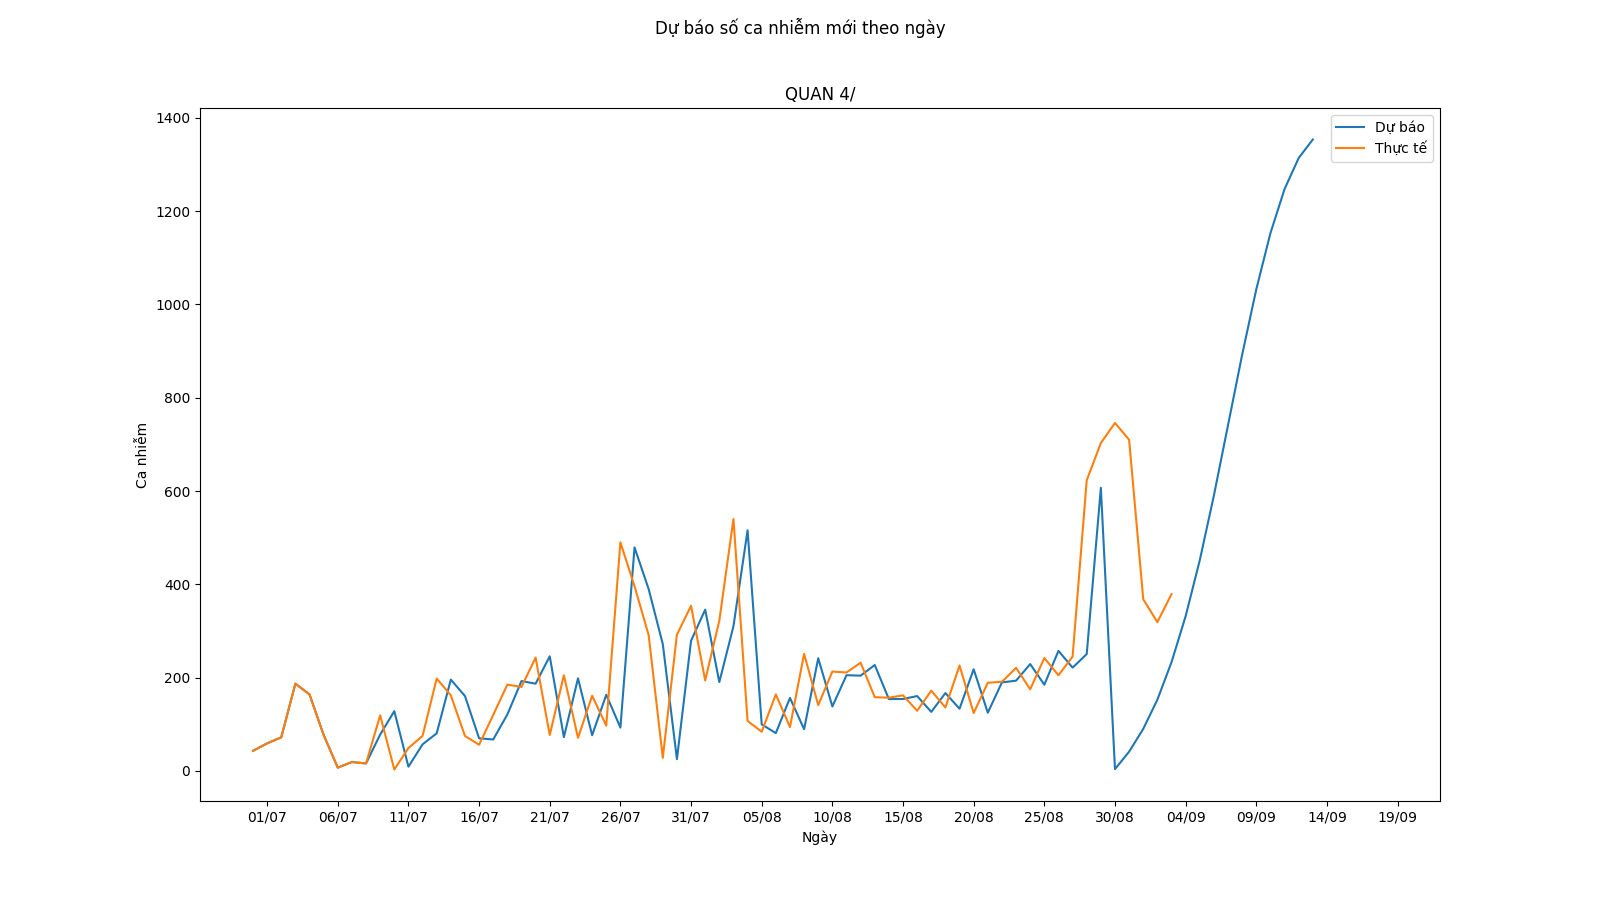 Dự báo số ca nhiễm mới theo ngày
QUAN 4/
Dự báo
Thực tế
1400
1200
1000
800
600
400
200
0
Ca nhiễm
01/07 06/07 11/07 16/07 21/07 26/07 31/07 05/08 10/08 15/08 20/08 25/08 30/08 04/09 09/09 14/09 19/09
Ngày